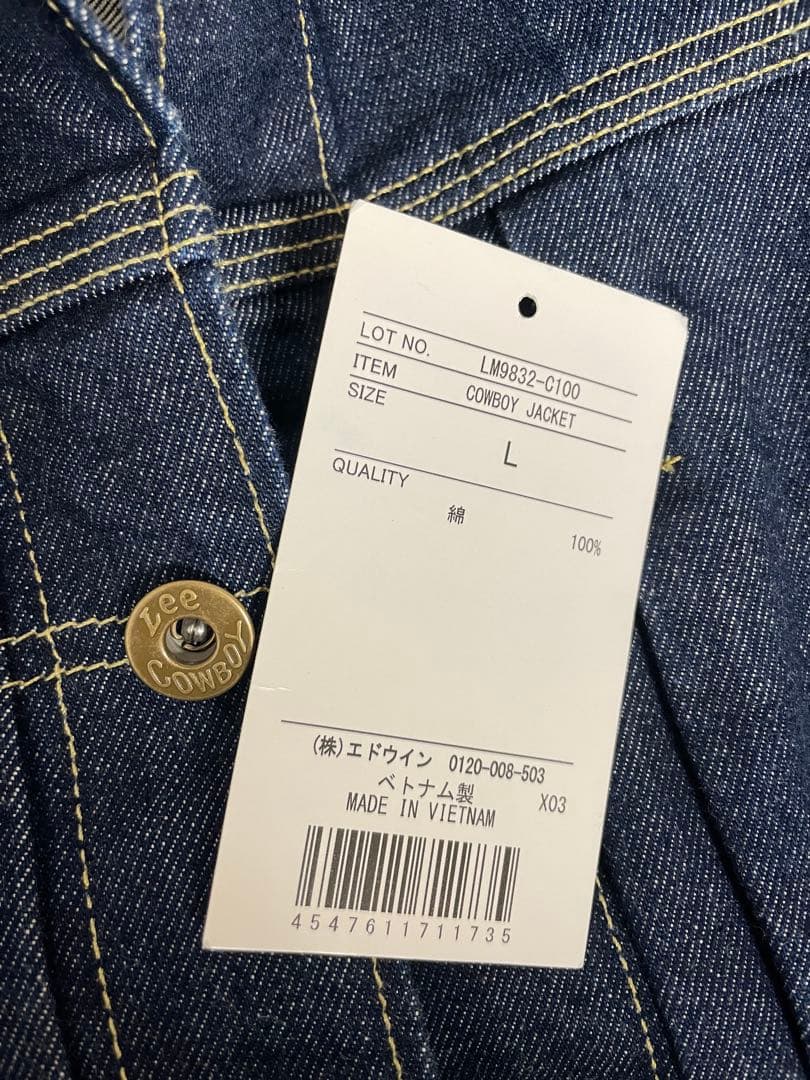 LOT NO. LM9832-C100
ITEM COWBOY JACKET
SIZE
L
QUALITY
綿
100%
Lee
COWBOY
(株)エドウイン 0120-008-503
ベトナム製
MADE IN VIETNAM X03
4547611711735